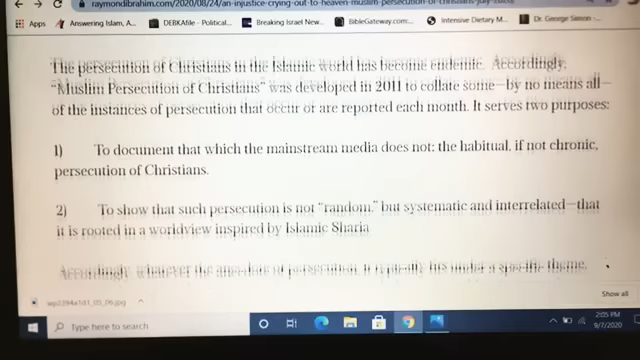 raymondibrahim.com/2020/08/24/an-injustice-crying-out-to-heaven-muslim-persecution-of-christians-july-2020/
Apps Answering Islam, A... DEBKAfile - Political... Breaking Israel New... BibleGateway.com:... Intensive Dietary M... Dr. George Simon -...
The persecution of Christians in the Islamic world has become endemic. Accordingly,
"Muslim Persecution of Christians" was developed in 2011 to collate some—by no means all—
of the instances of persecution that occur or are reported each month. It serves two purposes:
1) To document that which the mainstream media does not: the habitual, if not chronic,
persecution of Christians.
2) To show that such persecution is not "random," but systematic and interrelated—that
it is rooted in a worldview inspired by Islamic Sharia
Accordingly, whatever the anecdote of persecution, it typically fits under a specific theme,
Show all
Type here to search
2:05 PM
9/7/2020